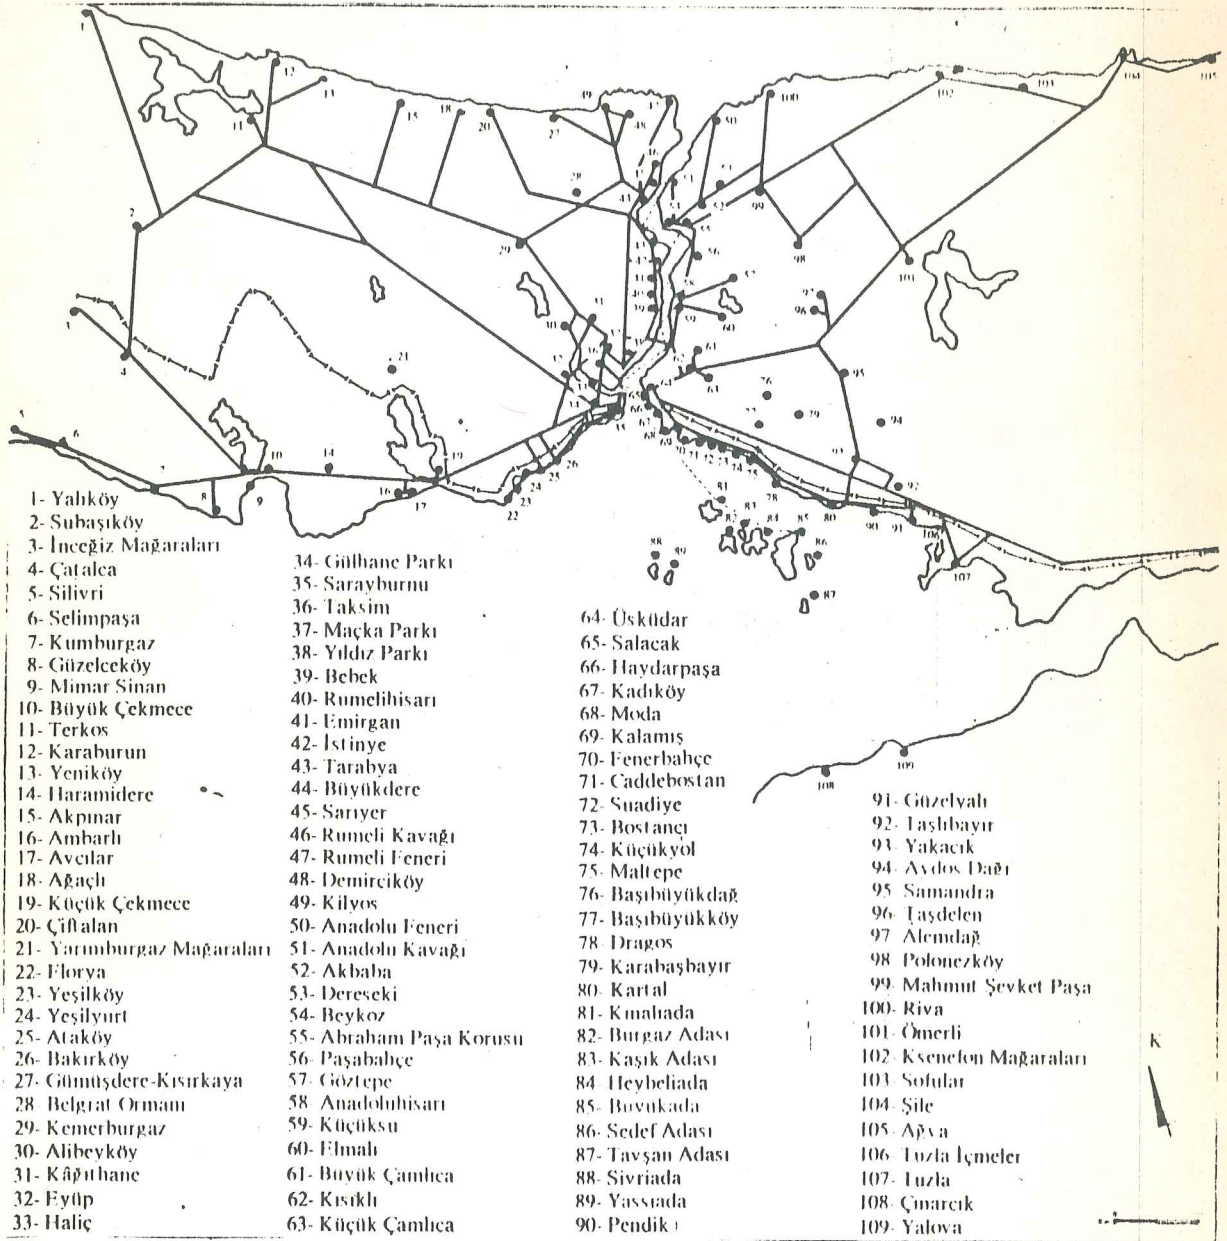 1- Yalıköy
2- Subaşıköy
3- İnceğiz Mağaraları
4- Çatalca
5- Silivri
6- Selimpaşa
7- Kumburgaz
8- Güzelceköy
9- Mimar Sinan
10- Büyük Çekmece
11- Terkos
12- Karaburun
13- Yeniköy
14- Haramidere
15- Akpınar
16- Ambarlı
17- Avcılar
18- Ağaçlı
19- Küçük Çekmece
20- Çiftalan
21- Yarımburgaz Mağaraları
22- Florya
23- Yeşilköy
24- Yeşilyurt
25- Ataköy
26- Bakırköy
27- Gümüşdere-Kısırkaya
28- Belgrat Ormanı
29- Kemerburgaz
30- Alibeyköy
31- Kâğıthane
32- Eyüp
33- Haliç
34- Gülhane Parkı
35- Sarayburnu
36- Taksim
37- Maçka Parkı
38- Yıldız Parkı
39- Bebek
40- Rumelihisarı
41- Emirgan
42- İstinye
43- Tarabya
44- Büyükdere
45- Sarıyer
46- Rumeli Kavağı
47- Rumeli Feneri
48- Demirciköy
49- Kilyos
50- Anadolu Feneri
51- Anadolu Kavağı
52- Akbaba
53- Dereseki
54- Beykoz
55- Abraham Paşa Korusu
56- Paşabahçe
57- Göztepe
58- Anadoluhisarı
59- Küçüksu
60- Elmalı
61- Büyük Çamlıca
62- Kısıklı
63- Küçük Çamlıca
64- Üsküdar
65- Salacak
66- Haydarpaşa
67- Kadıköy
68- Moda
69- Kalamış
70- Fenerbahçe
71- Caddebostan
72- Suadiye
73- Bostancı
74- Küçükyol
75- Maltepe
76- Başıbüyükdağ
77- Başıbüyükköy
78- Dragos
79- Karabaşbayır
80- Kartal
81- Kınalıada
82- Burgaz Adası
83- Kaşık Adası
84- Heybeliada
85- Büyükada
86- Sedef Adası
87- Tavşan Adası
88- Sivriada
89- Yassıada
90- Pendik
91- Güzelyalı
92- Taşlıbayır
93- Yakacık
94- Aydos Dağı
95- Samandra
96- Taşdelen
97- Alemdağ
98- Polonezköy
99- Mahmut Şevket Paşa
100- Riva
101- Ömerli
102- Ksenefon Mağaraları
103- Sofular
104- Şile
105- Ağva
106- Tuzla İçmeler
107- Tuzla
108- Çınarcık
109- Yalova
K